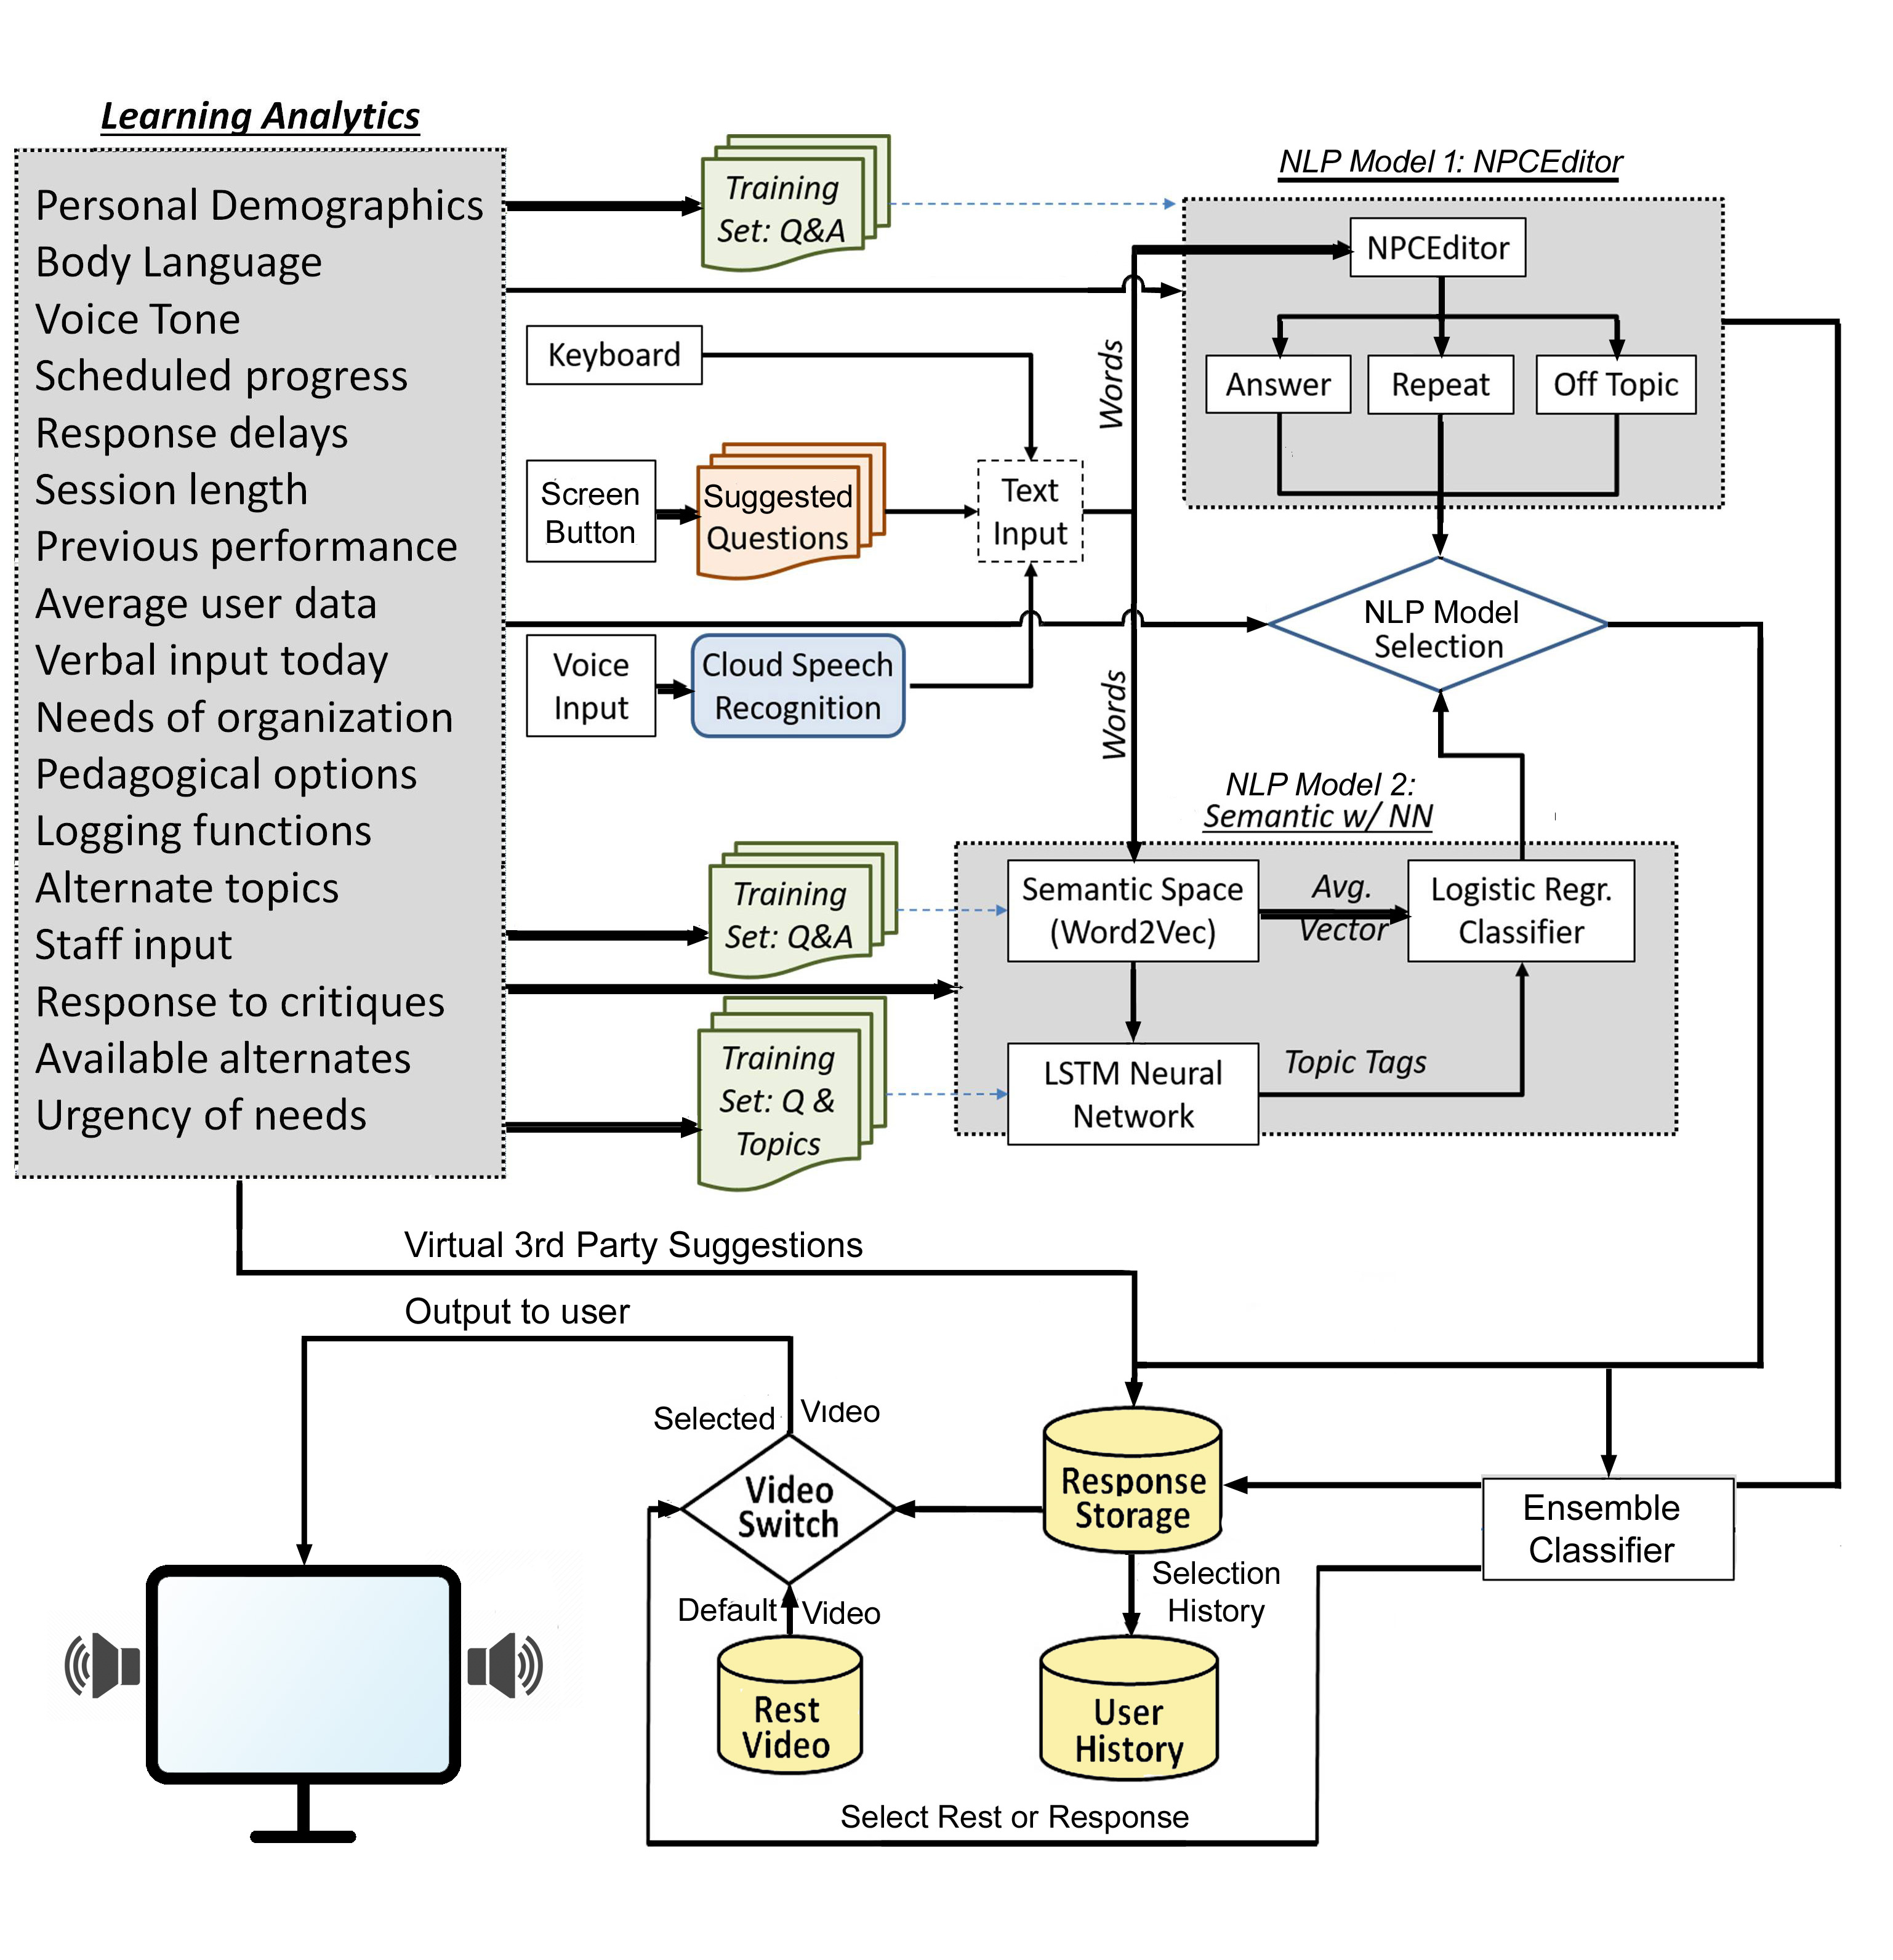 Learning Analytics
Personal Demographics
Body Language
Voice Tone
Scheduled progress
Response delays
Session length
Previous performance
Average user data
Verbal input today
Needs of organization
Pedagogical options
Logging functions
Alternate topics
Staff input
Response to critiques
Available alternates
Urgency of needs
Training
Set: Q&A
Keyboard
Screen
Button
Suggested
Questions
Text
Input
Voice
Input
Cloud Speech
Recognition
Words
Words
NLP Model 1: NPCEditor
NPCEditor
Answer
Repeat
Off Topic
NLP Model
Selection
NLP Model 2:
Semantic w/ NN
Training
Set: Q&A
Semantic Space
(Word2Vec)
Avg.
Vector
Logistic Regr.
Classifier
Training
Set: Q &
Topics
LSTM Neural
Network
Topic Tags
Virtual 3rd Party Suggestions
Output to user
Selected Video
Video
Switch
Response
Storage
Ensemble
Classifier
Default Video
Selection
History
Rest
Video
User
History
Select Rest or Response